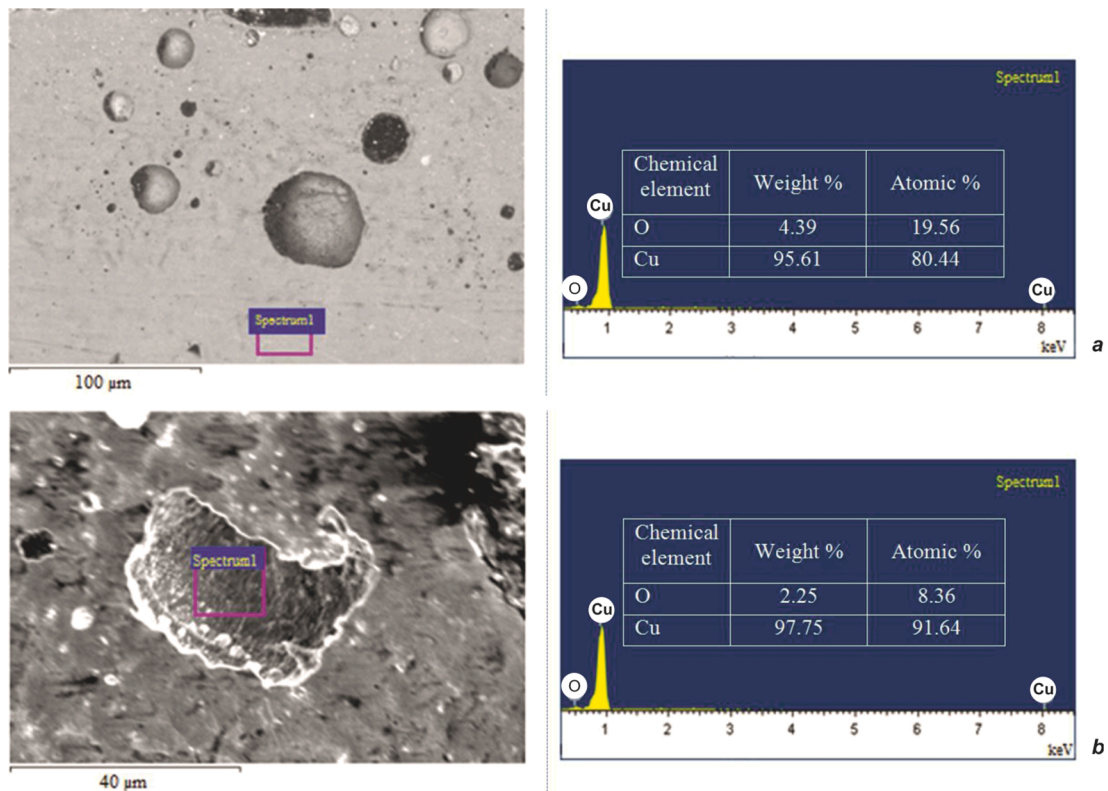 Spectrum1
100 µm
Spectrum1
Chemical element Weight % Atomic %
O 4.39 19.56
Cu 95.61 80.44
Cu
O
Cu
1 2 3 4 5 6 7 8
keV
a
Spectrum1
40 µm
Spectrum1
Chemical element Weight % Atomic %
O 2.25 8.36
Cu 97.75 91.64
Cu
O
Cu
1 2 3 4 5 6 7 8
keV
b